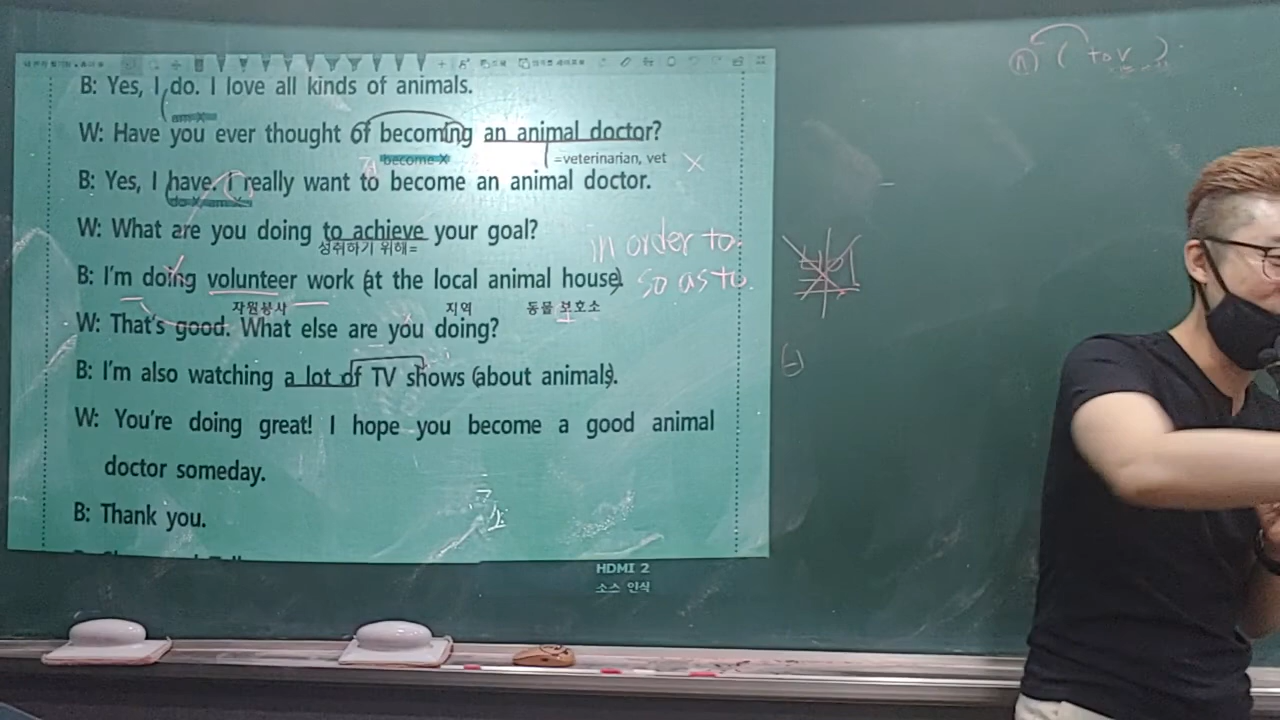 B: Yes, I do. I love all kinds of animals.
am X
W: Have you ever thought of becoming an animal doctor?
become X
=veterinarian, vet
B: Yes, I have. I really want to become an animal doctor.
W: What are you doing to achieve your goal?
성취하기 위해=
in order to
B: I'm doing volunteer work (at the local animal house).
so as to.
자원봉사 지역 동물 보호소
W: That's good. What else are you doing?
B: I'm also watching a lot of TV shows (about animals).
W: You're doing great! I hope you become a good animal
doctor someday.
B: Thank you.
HDMI 2
소스 인식
(n) (to v )